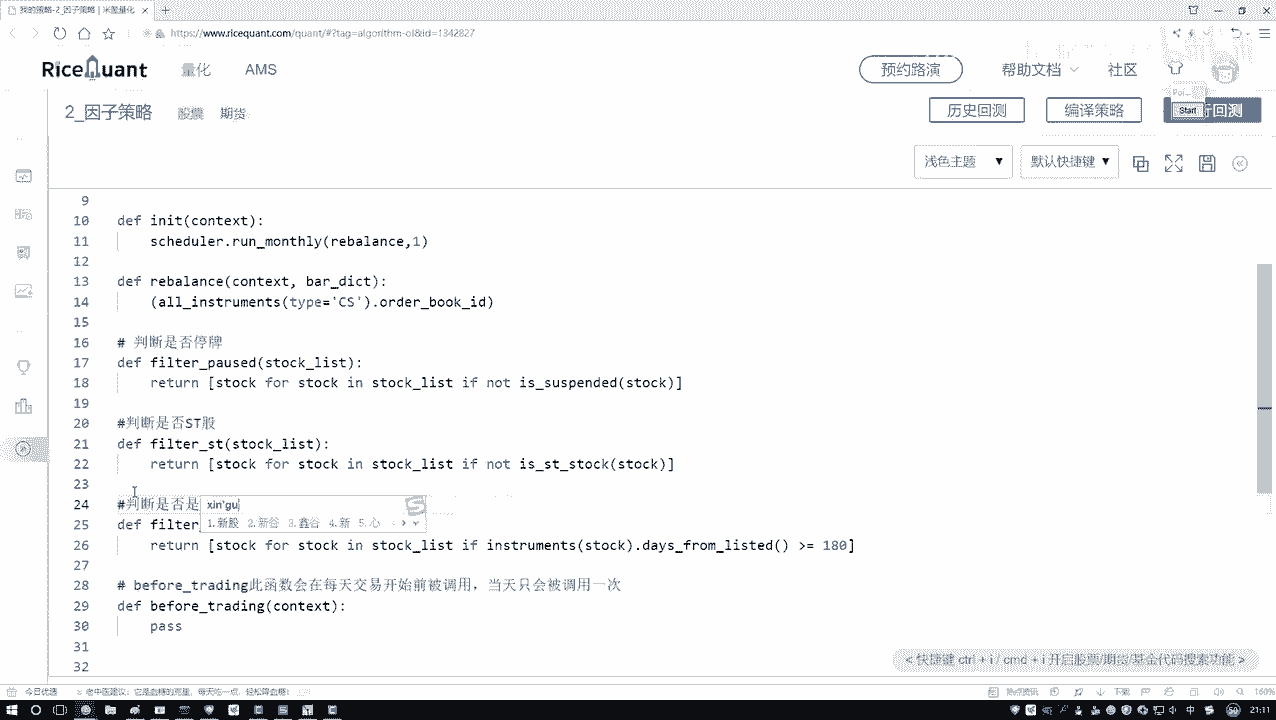 我的策略-2_因子策略 | 米筐量化
https://www.ricequant.com/quant/#?tag=algorithm-ol&id=1342827
RiceQuant 量化 AMS 预约路演 帮助文档 社区
2_因子策略 股票 期货 历史回测 编译策略 回测
Start
浅色主题 默认快捷键
9
10 def init(context):
11 scheduler.run_monthly(rebalance,1)
12
13 def rebalance(context, bar_dict):
14 (all_instruments(type='CS').order_book_id)
15
16 # 判断是否停牌
17 def filter_paused(stock_list):
18 return [stock for stock in stock_list if not is_suspended(stock)]
19
20 #判断是否ST股
21 def filter_st(stock_list):
22 return [stock for stock in stock_list if not is_st_stock(stock)]
23
24 #判断是否是 xin'gu
1.新股 2.新谷 3.鑫谷 4.新 5.心
25 def filter_
26 return [stock for stock in stock_list if instruments(stock).days_from_listed() >= 180]
27
28 # before_trading此函数会在每天交易开始前被调用，当天只会被调用一次
29 def before_trading(context):
30 pass
31
32
< 快捷键 ctrl + i / cmd + i 开启股票/期货/基金代码搜索功能 >
今日优选 下载 160%
中 21:11